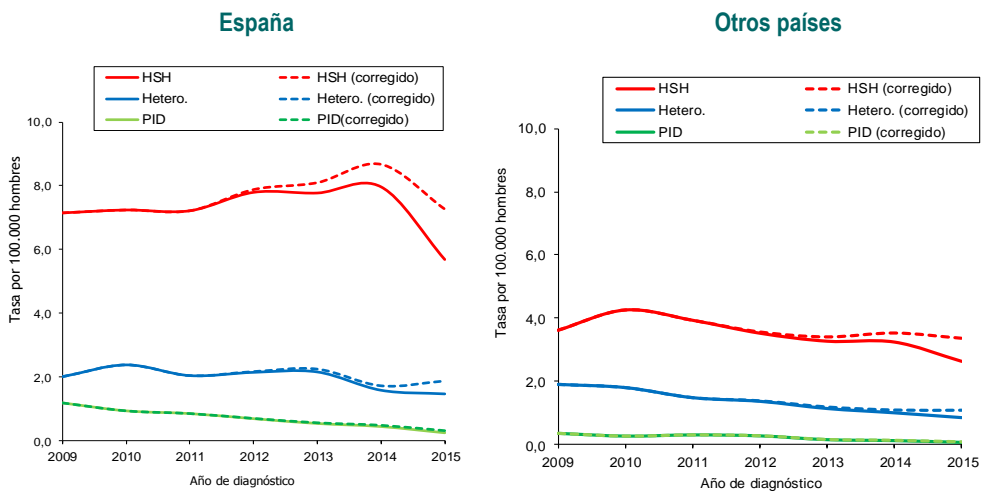 España
HSH
HSH (corregido)
Hetero.
Hetero. (corregido)
PID
PID(corregido)
Tasa por 100.000 hombres
10,0
8,0
6,0
4,0
2,0
0,0
2009 2010 2011 2012 2013 2014 2015
Año de diagnóstico
Otros países
HSH
HSH (corregido)
Hetero.
Hetero. (corregido)
PID
PID (corregido)
Tasa por 100.000 hombres
10,0
8,0
6,0
4,0
2,0
0,0
2009 2010 2011 2012 2013 2014 2015
Año de diagnóstico